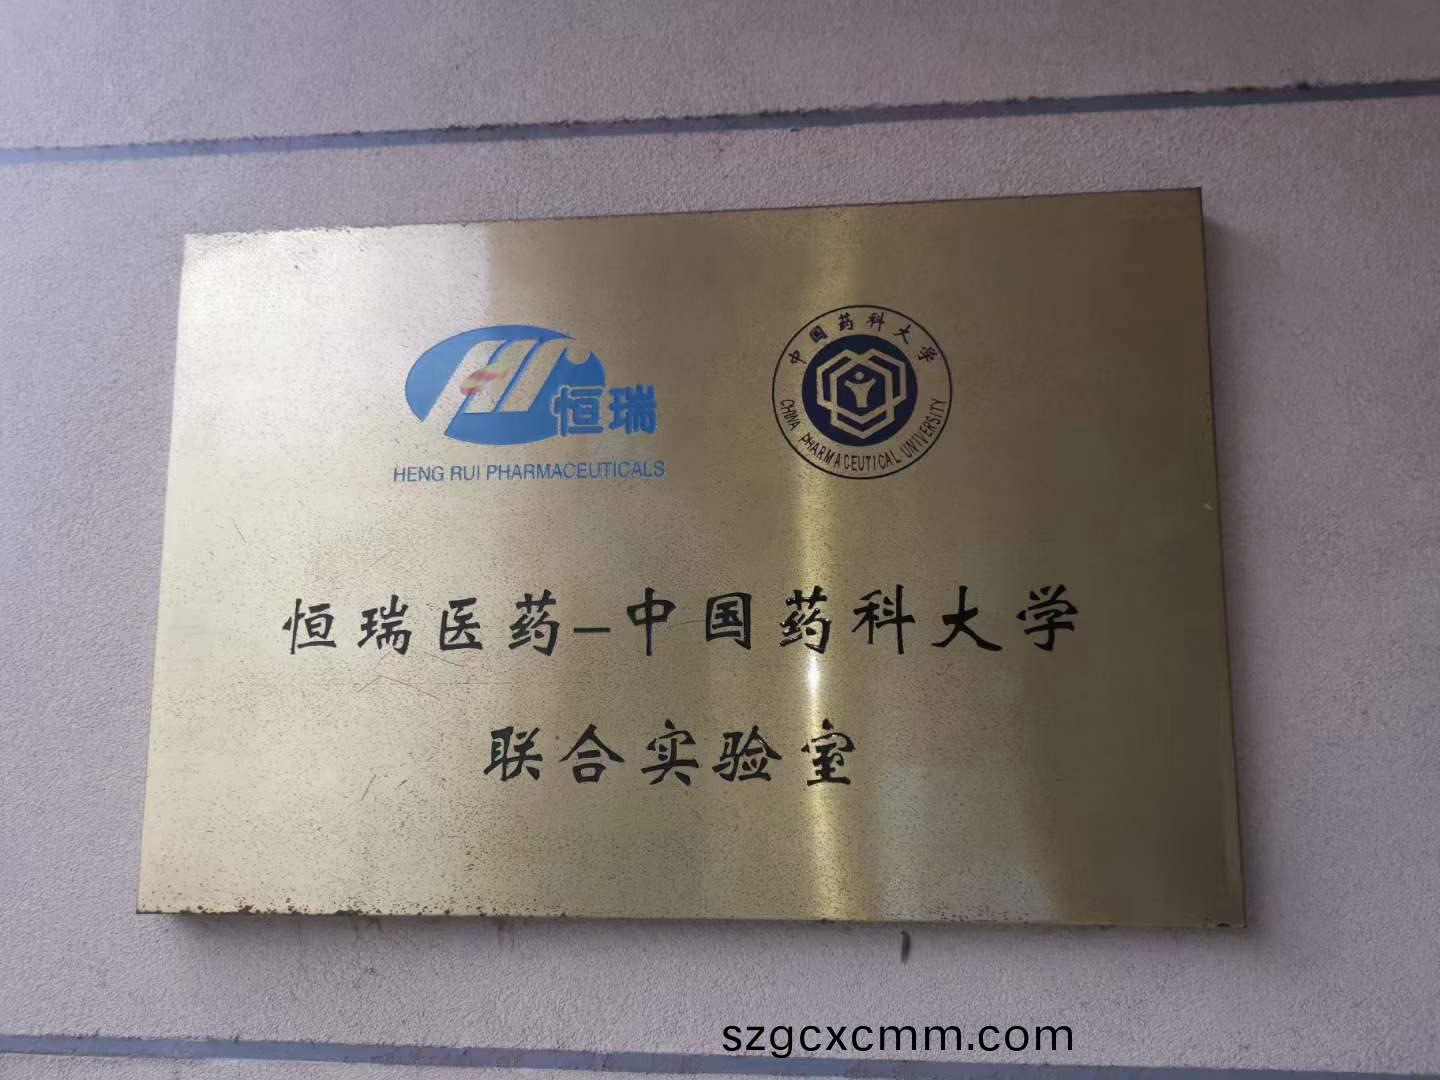 恒瑞
HENG RUI PHARMACEUTICALS
中国药科大学
CHINA PHARMACEUTICAL UNIVERSITY
恒瑞医药-中国药科大学
联合实验室
szgcxcmm.com